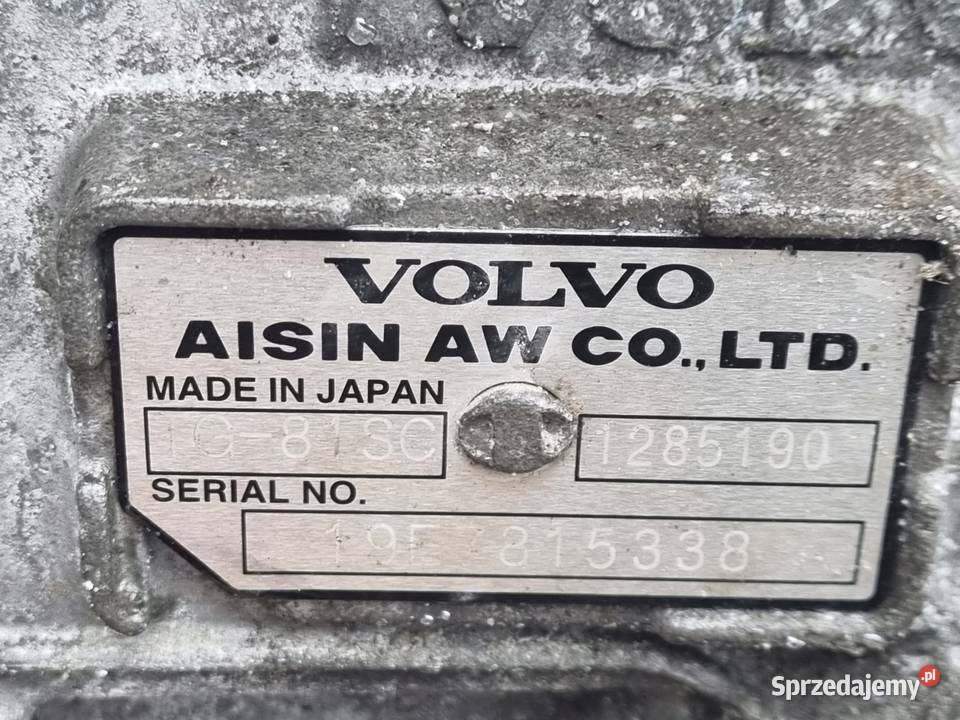 VOLVO
AISIN AW CO., LTD.
MADE IN JAPAN
TG-81SC 1285190
SERIAL NO.
19F 815338
Sprzedajemy.pl